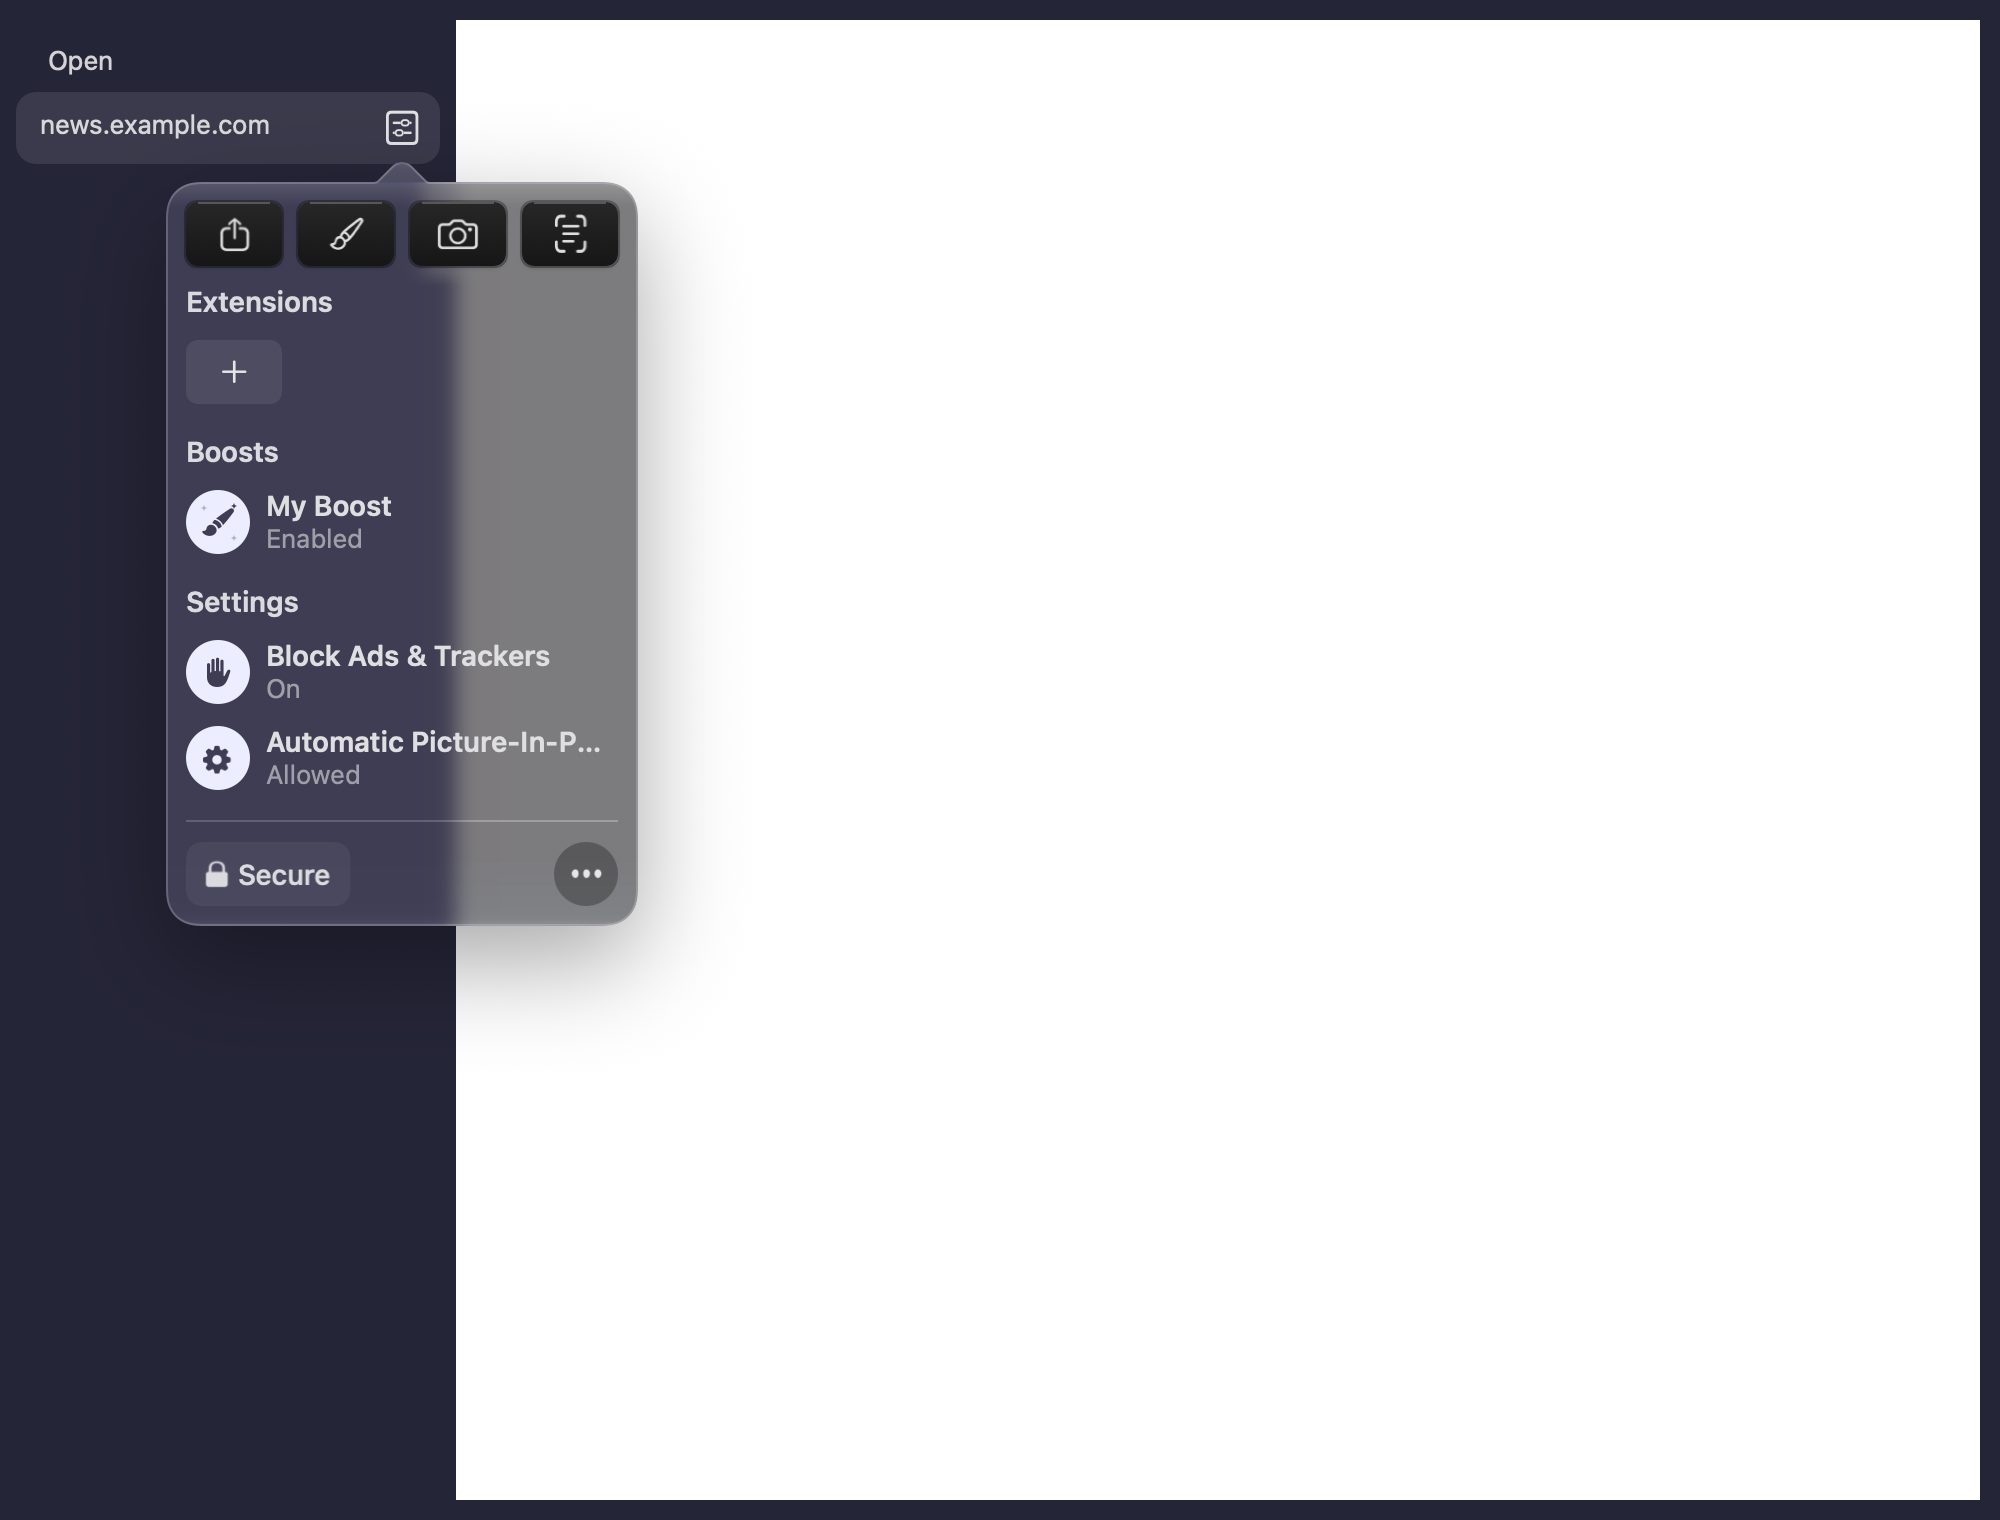 Open
news.example.com
Extensions
Boosts
My Boost
Enabled
Settings
Block Ads & Trackers
On
Automatic Picture-In-P...
Allowed
Secure